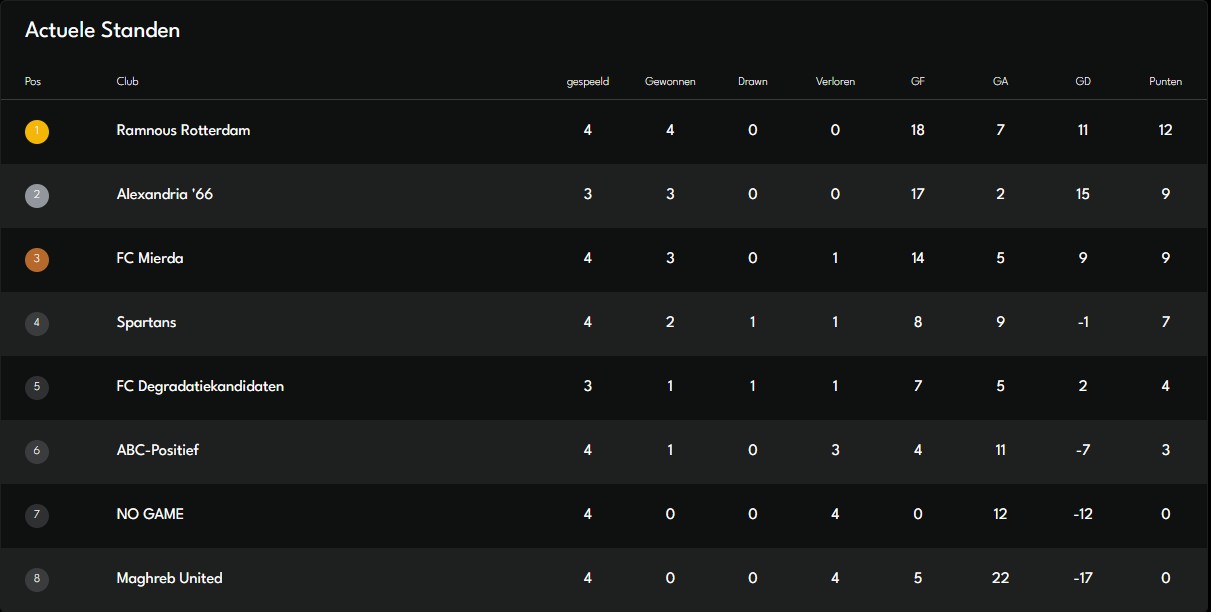 Actuele Standen
Pos Club gespeeld Gewonnen Drawn Verloren GF GA GD Punten
1 Ramnous Rotterdam 4 4 0 0 18 7 11 12
2 Alexandria '66 3 3 0 0 17 2 15 9
3 FC Mierda 4 3 0 1 14 5 9 9
4 Spartans 4 2 1 1 8 9 -1 7
5 FC Degradatiekandidaten 3 1 1 1 7 5 2 4
6 ABC-Positief 4 1 0 3 4 11 -7 3
7 NO GAME 4 0 0 4 0 12 -12 0
8 Maghreb United 4 0 0 4 5 22 -17 0